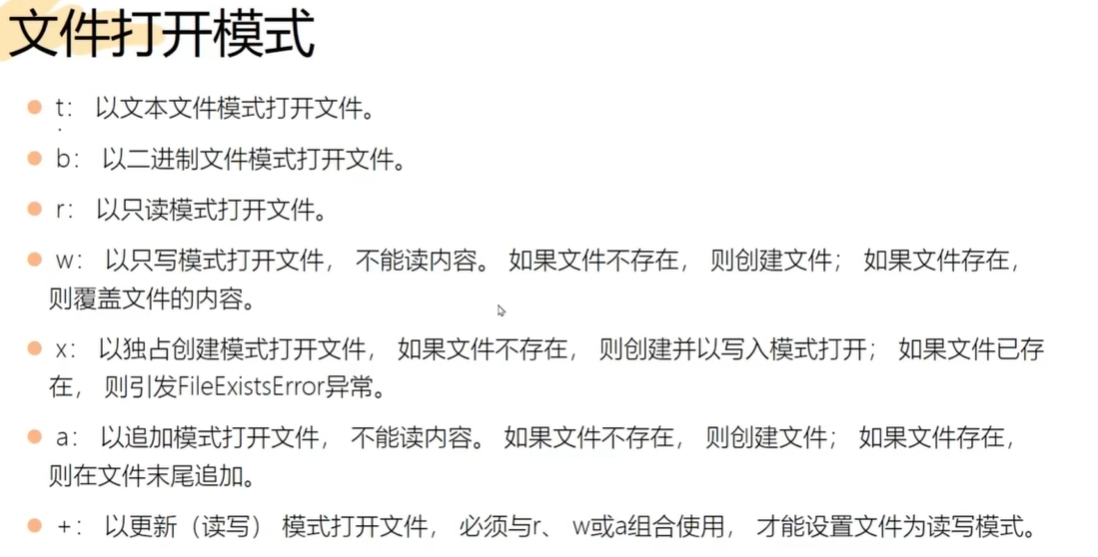 文件打开模式
t： 以文本文件模式打开文件。
b： 以二进制文件模式打开文件。
r： 以只读模式打开文件。
w： 以只写模式打开文件， 不能读内容。 如果文件不存在， 则创建文件； 如果文件存在，
则覆盖文件的内容。
x： 以独占创建模式打开文件， 如果文件不存在， 则创建并以写入模式打开； 如果文件已存
在， 则引发FileExistsError异常。
a： 以追加模式打开文件， 不能读内容。 如果文件不存在， 则创建文件； 如果文件存在，
则在文件末尾追加。
+： 以更新（读写） 模式打开文件， 必须与r、 w或a组合使用， 才能设置文件为读写模式。